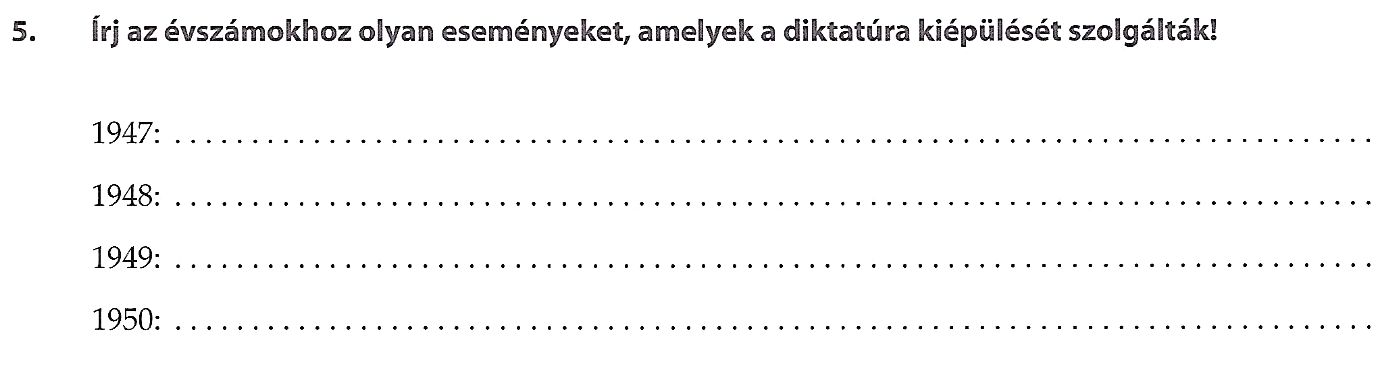 5. Írj az évszámokhoz olyan eseményeket, amelyek a diktatúra kiépülését szolgálták!
1947: . . . . . . . . . . . . . . . . . . . . . . . . . . . . . . . . . . . . . . . . . . . . . . . . . . . . . . . . . . . . . . . . . . . . . . . . . . . . . .
1948: . . . . . . . . . . . . . . . . . . . . . . . . . . . . . . . . . . . . . . . . . . . . . . . . . . . . . . . . . . . . . . . . . . . . . . . . . . . . . .
1949: . . . . . . . . . . . . . . . . . . . . . . . . . . . . . . . . . . . . . . . . . . . . . . . . . . . . . . . . . . . . . . . . . . . . . . . . . . . . . .
1950: . . . . . . . . . . . . . . . . . . . . . . . . . . . . . . . . . . . . . . . . . . . . . . . . . . . . . . . . . . . . . . . . . . . . . . . . . . . . . .